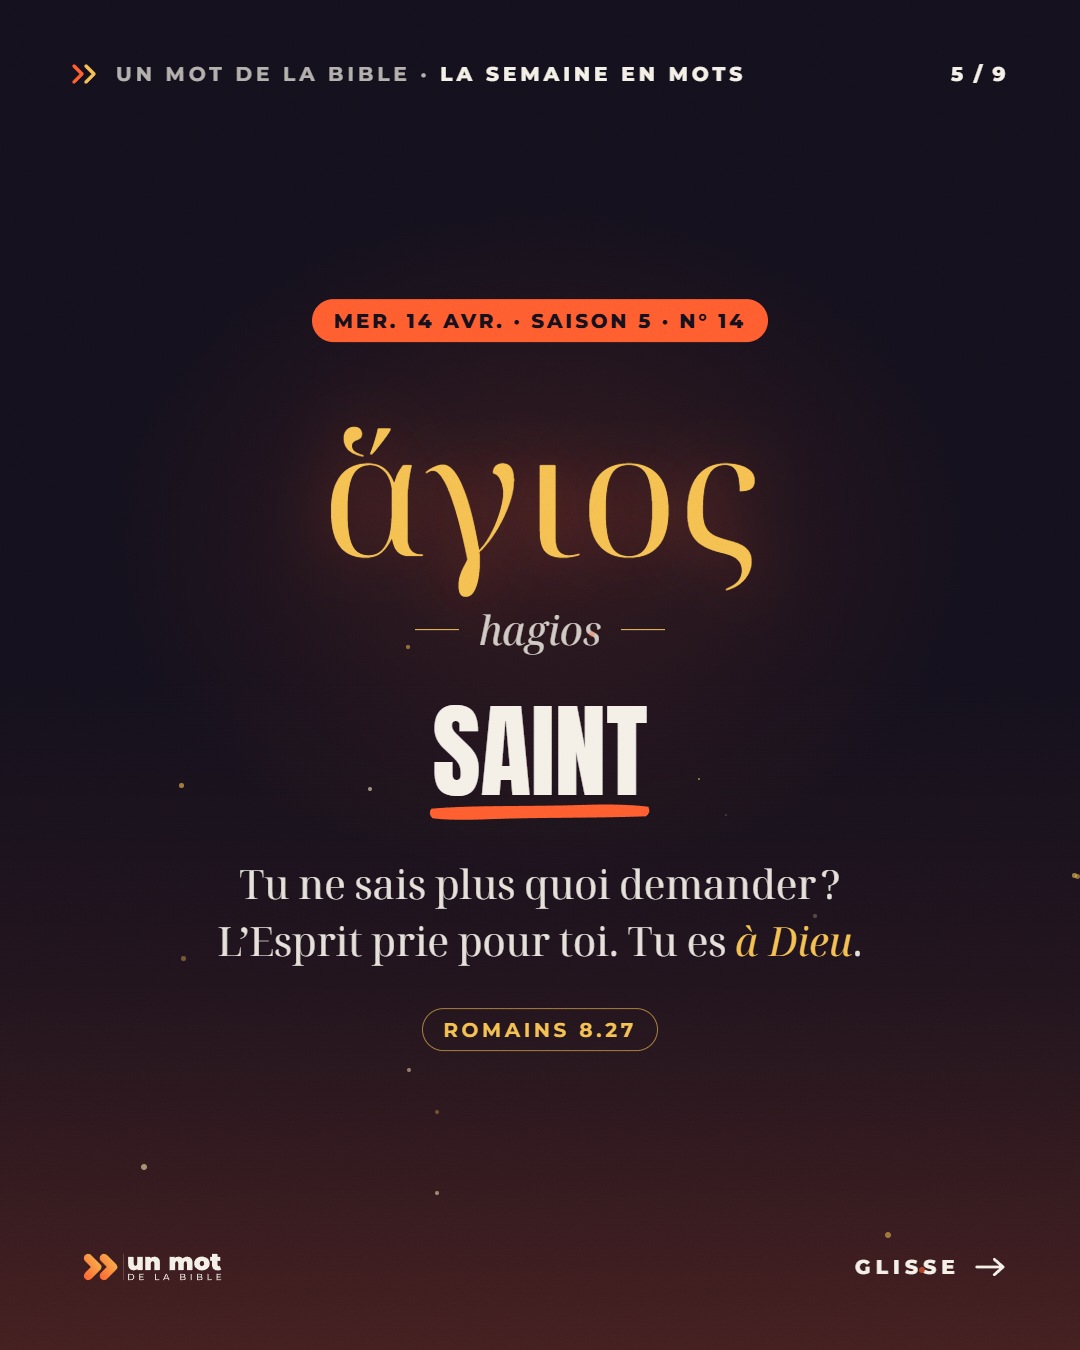 UN MOT DE LA BIBLE · LA SEMAINE EN MOTS
5 / 9
MER. 14 AVR. · SAISON 5 · N° 14
ἅγιος
hagios
SAINT
Tu ne sais plus quoi demander ?
L’Esprit prie pour toi. Tu es à Dieu.
ROMAINS 8.27
un mot
DE LA BIBLE
GLISSE →